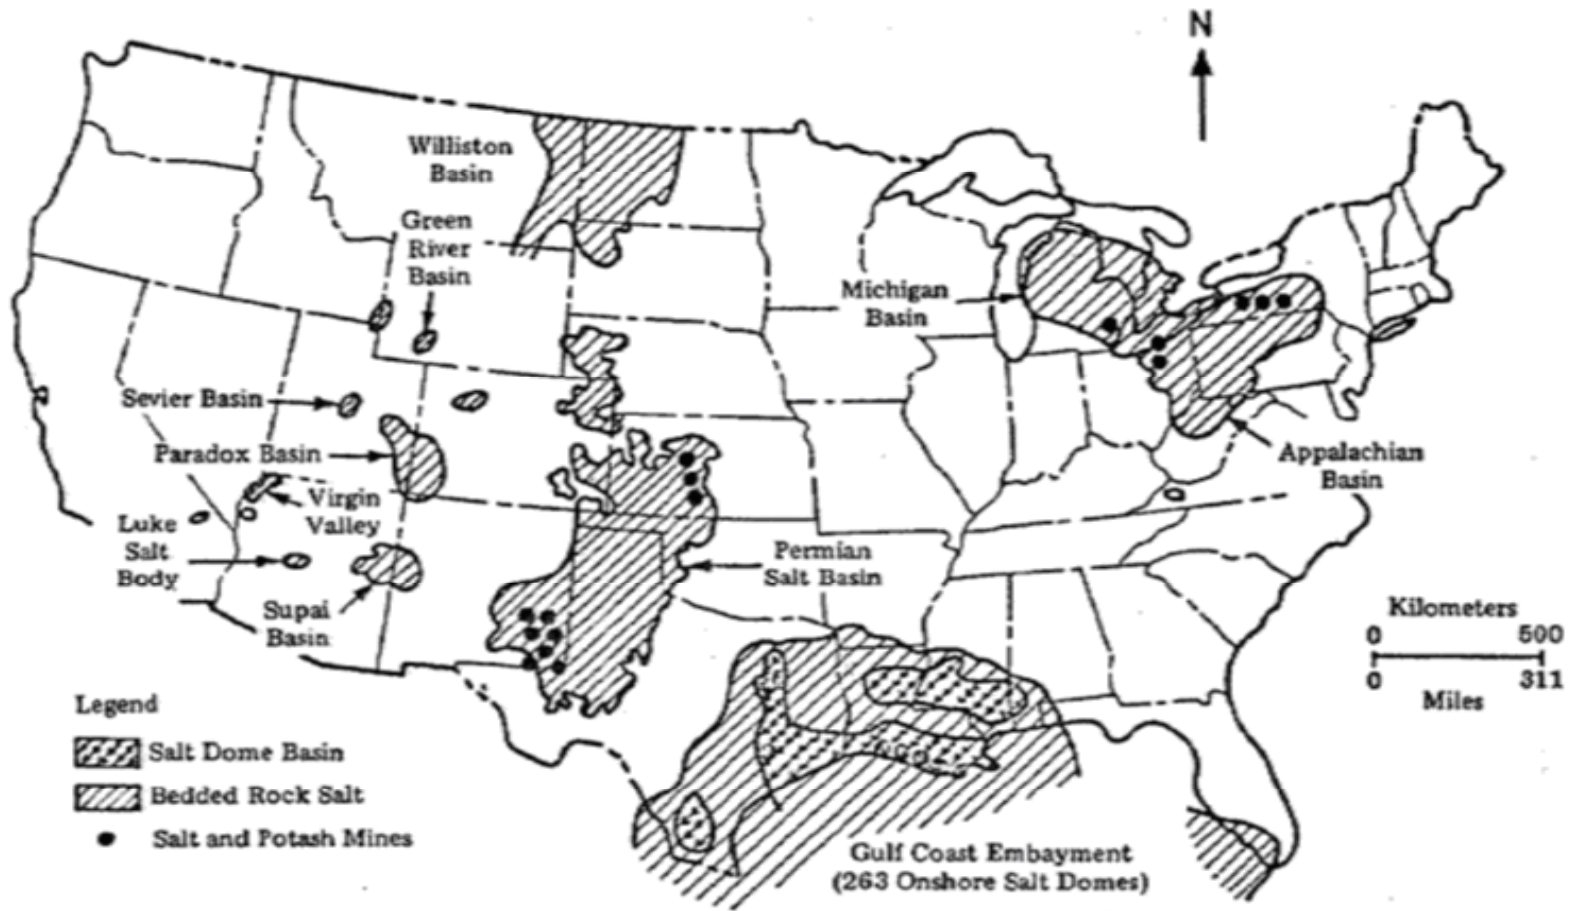 N
Williston
Basin
Green
River
Basin
Michigan
Basin
Sevier Basin
Paradox Basin
Virgin
Valley
Luke
Salt
Body
Supai
Basin
Appalachian
Basin
Permian
Salt Basin
Kilometers
0 500
0 311
Miles
Legend
Salt Dome Basin
Bedded Rock Salt
Salt and Potash Mines
Gulf Coast Embayment
(263 Onshore Salt Domes)